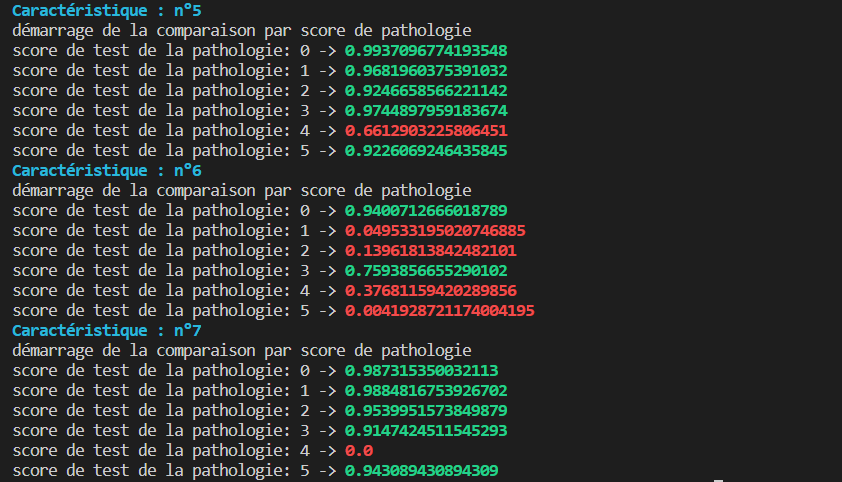 Caractéristique : n°5
démarrage de la comparaison par score de pathologie
score de test de la pathologie: 0 -> 0.9937096774193548
score de test de la pathologie: 1 -> 0.9681960375391032
score de test de la pathologie: 2 -> 0.9246658566221142
score de test de la pathologie: 3 -> 0.9744897959183674
score de test de la pathologie: 4 -> 0.6612903225806451
score de test de la pathologie: 5 -> 0.9226069246435845
Caractéristique : n°6
démarrage de la comparaison par score de pathologie
score de test de la pathologie: 0 -> 0.9400712666018789
score de test de la pathologie: 1 -> 0.049533195020746885
score de test de la pathologie: 2 -> 0.13961813842482101
score de test de la pathologie: 3 -> 0.7593856655290102
score de test de la pathologie: 4 -> 0.37681159420289856
score de test de la pathologie: 5 -> 0.0041928721174004195
Caractéristique : n°7
démarrage de la comparaison par score de pathologie
score de test de la pathologie: 0 -> 0.987315350032113
score de test de la pathologie: 1 -> 0.9884816753926702
score de test de la pathologie: 2 -> 0.9539951573849879
score de test de la pathologie: 3 -> 0.9147424511545293
score de test de la pathologie: 4 -> 0.0
score de test de la pathologie: 5 -> 0.943089430894309